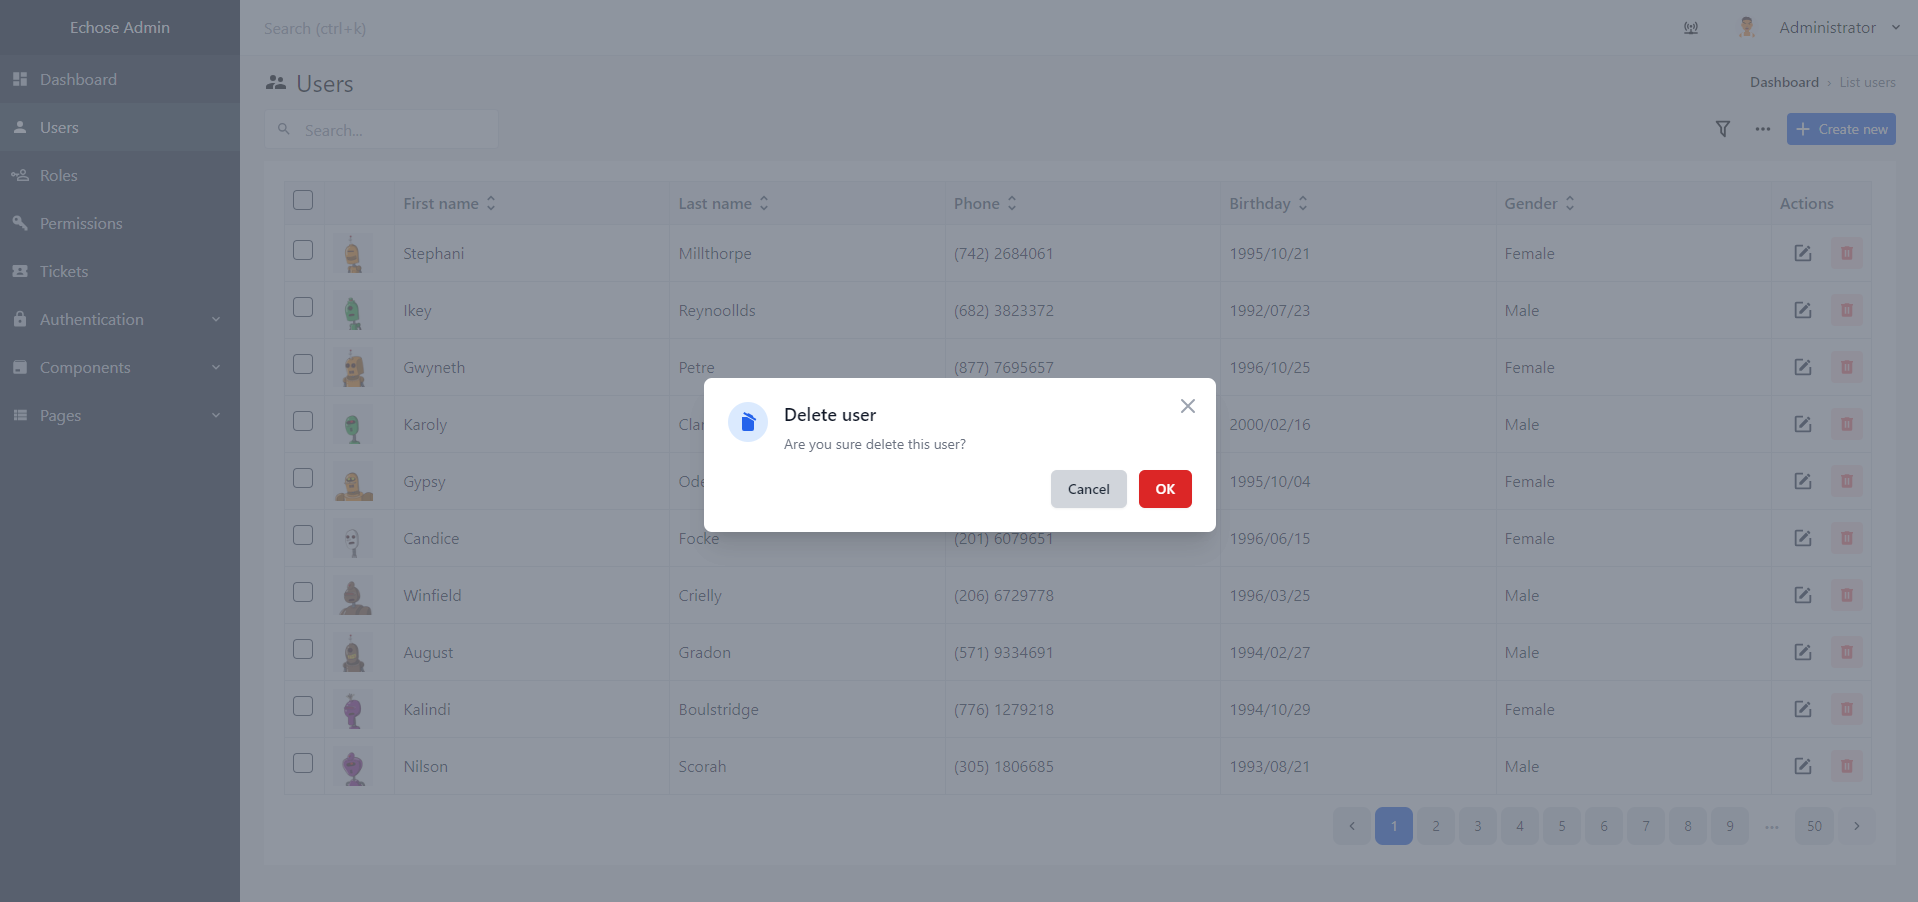 Echose Admin
Search (ctrl+k)
Administrator
Dashboard
Users
Roles
Permissions
Tickets
Authentication
Components
Pages
Users
Dashboard › List users
Search...
Create new
First name Last name Phone Birthday Gender Actions
Stephani Millthorpe (742) 2684061 1995/10/21 Female
Ikey Reynoollds (682) 3823372 1992/07/23 Male
Gwyneth Petre (877) 7695657 1996/10/25 Female
Karoly 2000/02/16 Male
Gypsy 1995/10/04 Female
Candice Focke (201) 6079651 1996/06/15 Female
Winfield Crielly (206) 6729778 1996/03/25 Male
August Gradon (571) 9334691 1994/02/27 Male
Kalindi Boulstridge (776) 1279218 1994/10/29 Female
Nilson Scorah (305) 1806685 1993/08/21 Male
Delete user
Are you sure delete this user?
Cancel OK
1 2 3 4 5 6 7 8 9 ••• 50